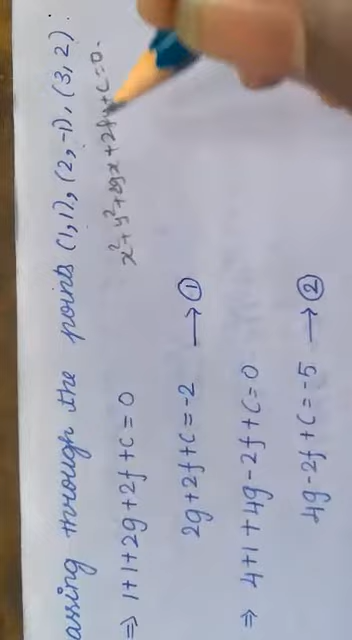 assing through the points (1,1), (2,-1), (3,2) :
x²+y²+2gx+2fy+c=0.
⇒ 1+1+2g+2f+c=0
2g+2f+c=-2 → ①
⇒ 4+1+4g-2f+c=0
4g-2f+c=-5 → ②